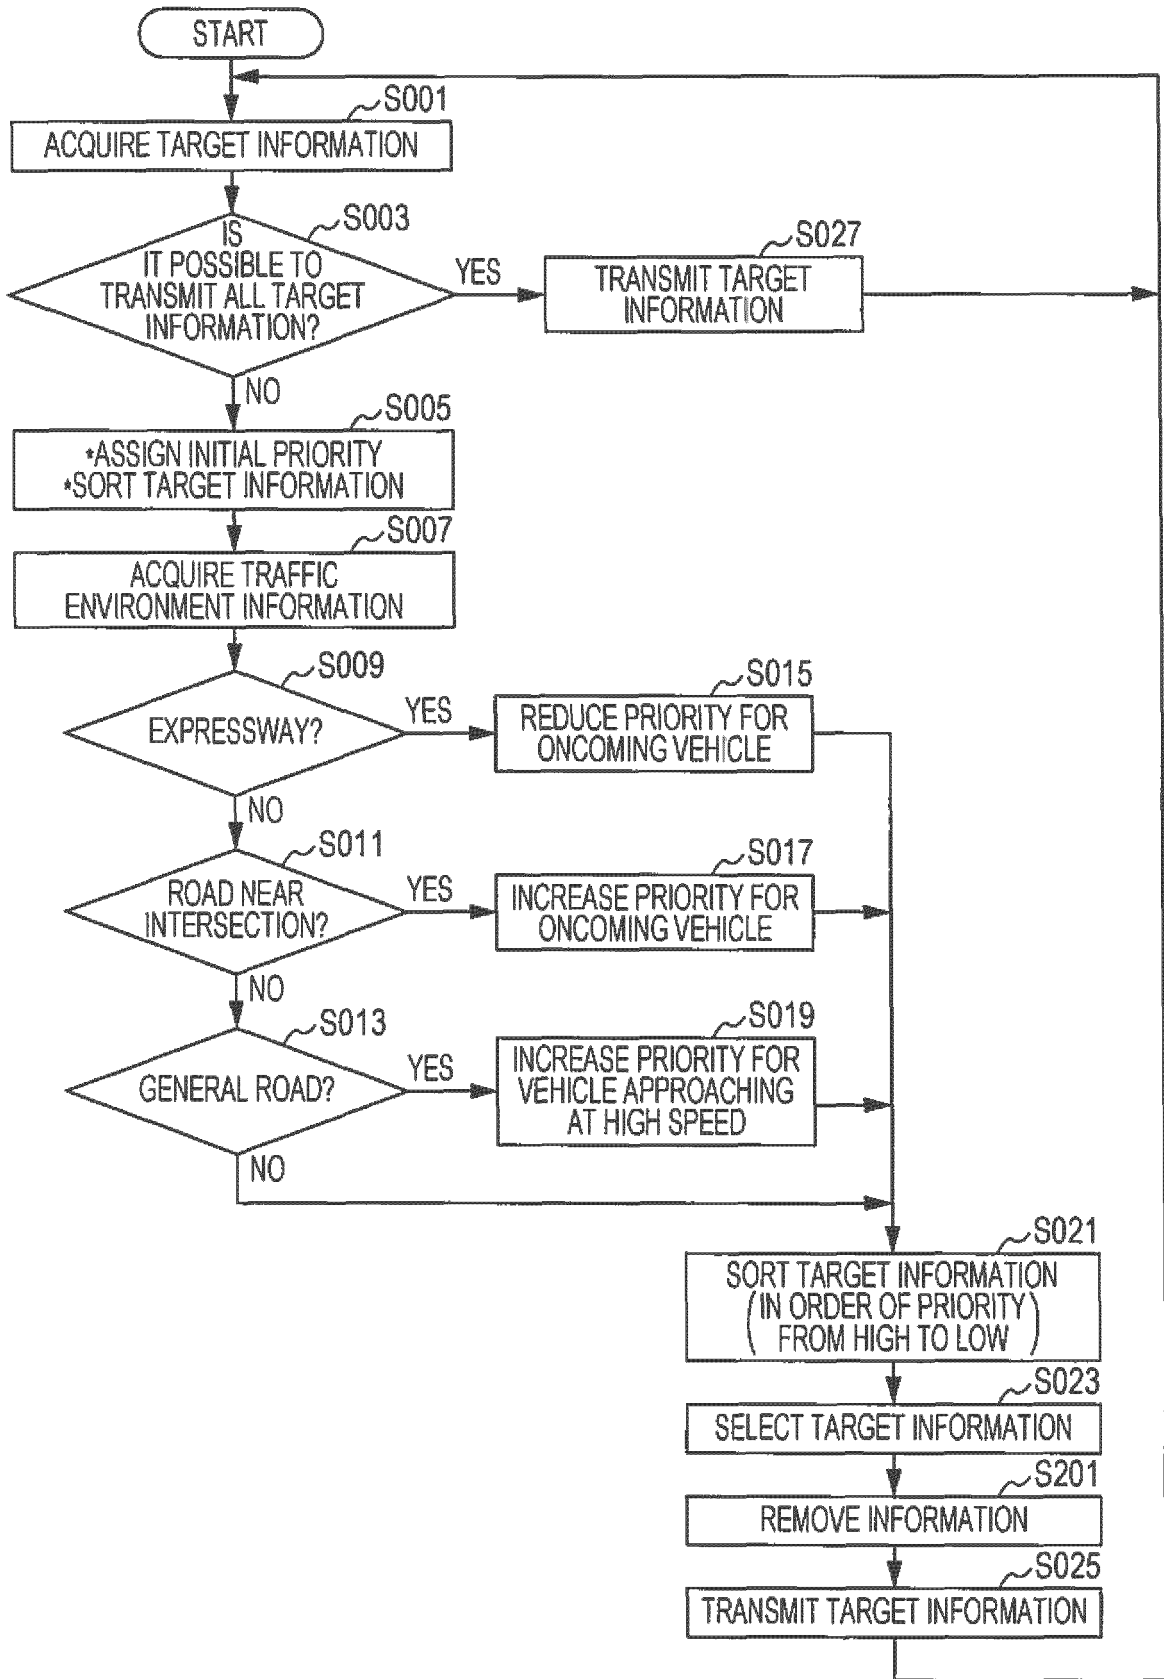 START
S001
ACQUIRE TARGET INFORMATION
S003
IS
IT POSSIBLE TO
TRANSMIT ALL TARGET
INFORMATION?
YES
S027
TRANSMIT TARGET
INFORMATION
NO
S005
*ASSIGN INITIAL PRIORITY
*SORT TARGET INFORMATION
S007
ACQUIRE TRAFFIC
ENVIRONMENT INFORMATION
S009
EXPRESSWAY?
YES
S015
REDUCE PRIORITY FOR
ONCOMING VEHICLE
NO
S011
ROAD NEAR
INTERSECTION?
YES
S017
INCREASE PRIORITY FOR
ONCOMING VEHICLE
NO
S013
GENERAL ROAD?
YES
S019
INCREASE PRIORITY FOR
VEHICLE APPROACHING
AT HIGH SPEED
NO
S021
SORT TARGET INFORMATION
(IN ORDER OF PRIORITY
FROM HIGH TO LOW)
S023
SELECT TARGET INFORMATION
S201
REMOVE INFORMATION
S025
TRANSMIT TARGET INFORMATION